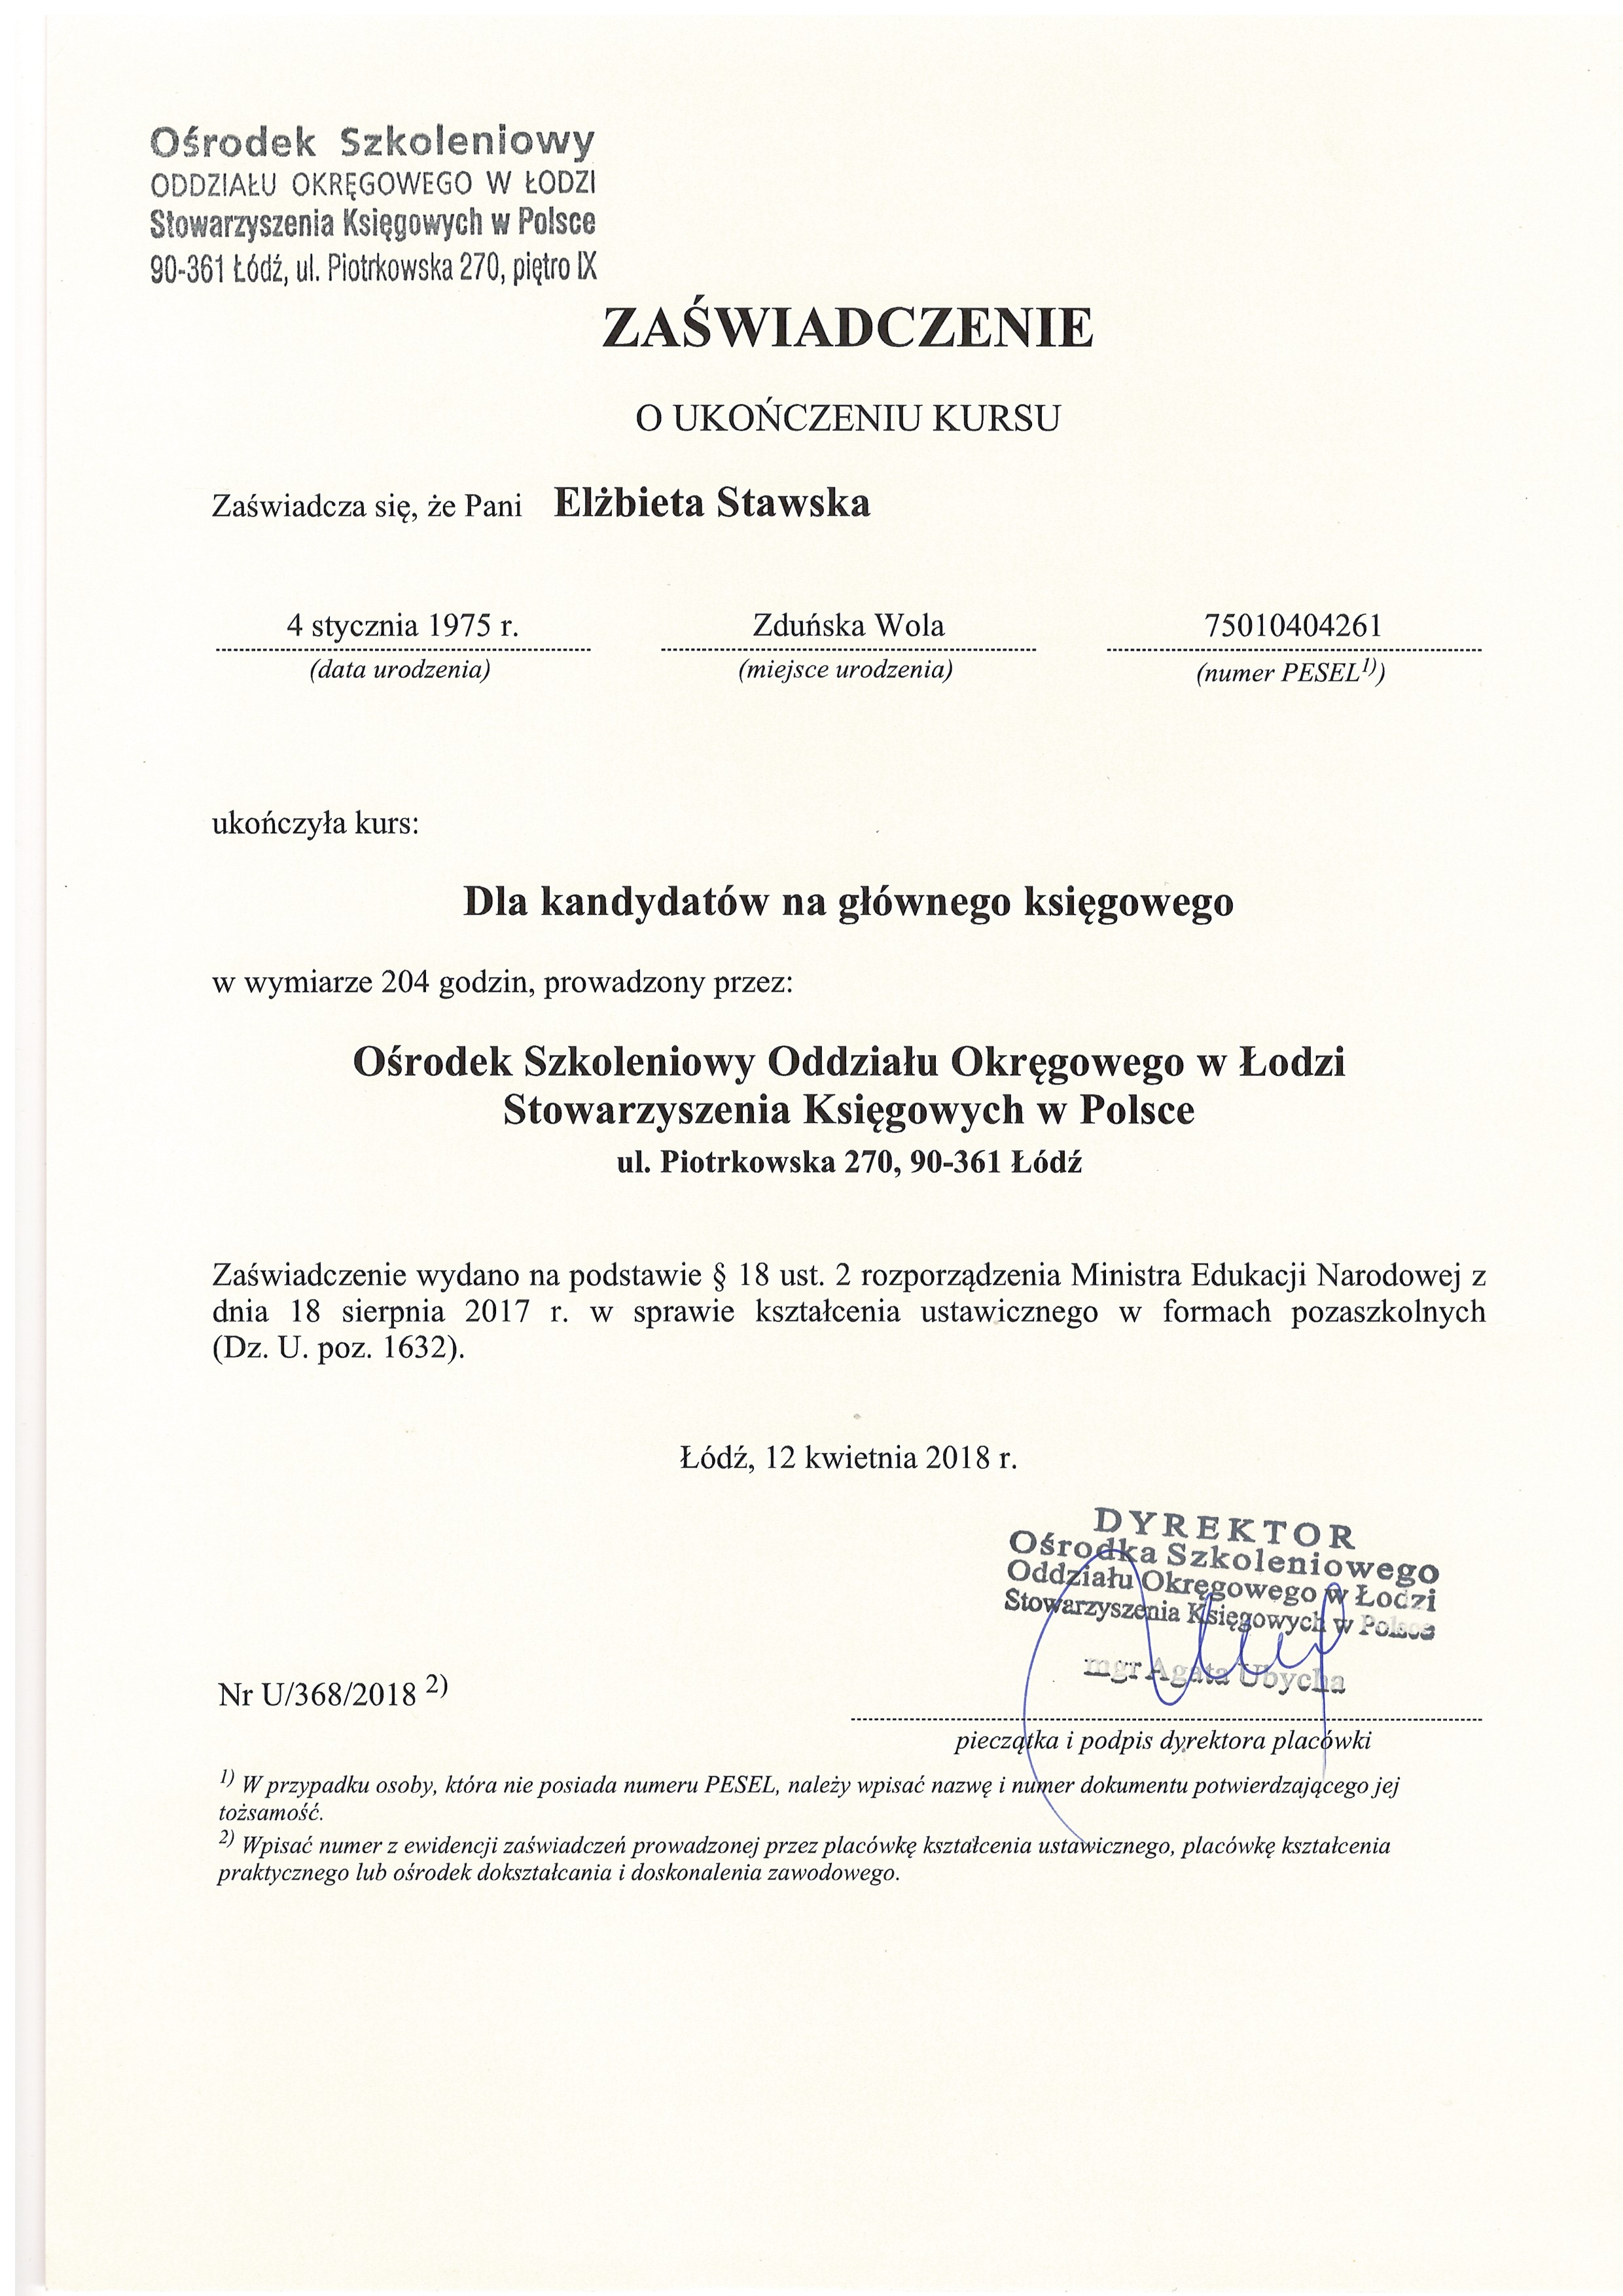 Ośrodek Szkoleniowy
ODDZIAŁU OKRĘGOWEGO W ŁODZI
Stowarzyszenia Księgowych w Polsce
90-361 Łódź, ul. Piotrkowska 270, piętro IX
ZAŚWIADCZENIE
O UKOŃCZENIU KURSU
Zaświadcza się, że Pani Elżbieta Stawska
4 stycznia 1975 r. Zduńska Wola 75010404261
(data urodzenia) (miejsce urodzenia) (numer PESEL1))
ukończyła kurs:
Dla kandydatów na głównego księgowego
w wymiarze 204 godzin, prowadzony przez:
Ośrodek Szkoleniowy Oddziału Okręgowego w Łodzi
Stowarzyszenia Księgowych w Polsce
ul. Piotrkowska 270, 90-361 Łódź
Zaświadczenie wydano na podstawie § 18 ust. 2 rozporządzenia Ministra Edukacji Narodowej z
dnia 18 sierpnia 2017 r. w sprawie kształcenia ustawicznego w formach pozaszkolnych
(Dz. U. poz. 1632).
Łódź, 12 kwietnia 2018 r.
DYREKTOR
Ośrodka Szkoleniowego
Oddziału Okręgowego w Łodzi
Stowarzyszenia Księgowych w Polsce
mgr Agata Ubycha
Nr U/368/2018 2)
pieczątka i podpis dyrektora placówki
1) W przypadku osoby, która nie posiada numeru PESEL, należy wpisać nazwę i numer dokumentu potwierdzającego jej
tożsamość.
2) Wpisać numer z ewidencji zaświadczeń prowadzonej przez placówkę kształcenia ustawicznego, placówkę kształcenia
praktycznego lub ośrodek dokształcania i doskonalenia zawodowego.